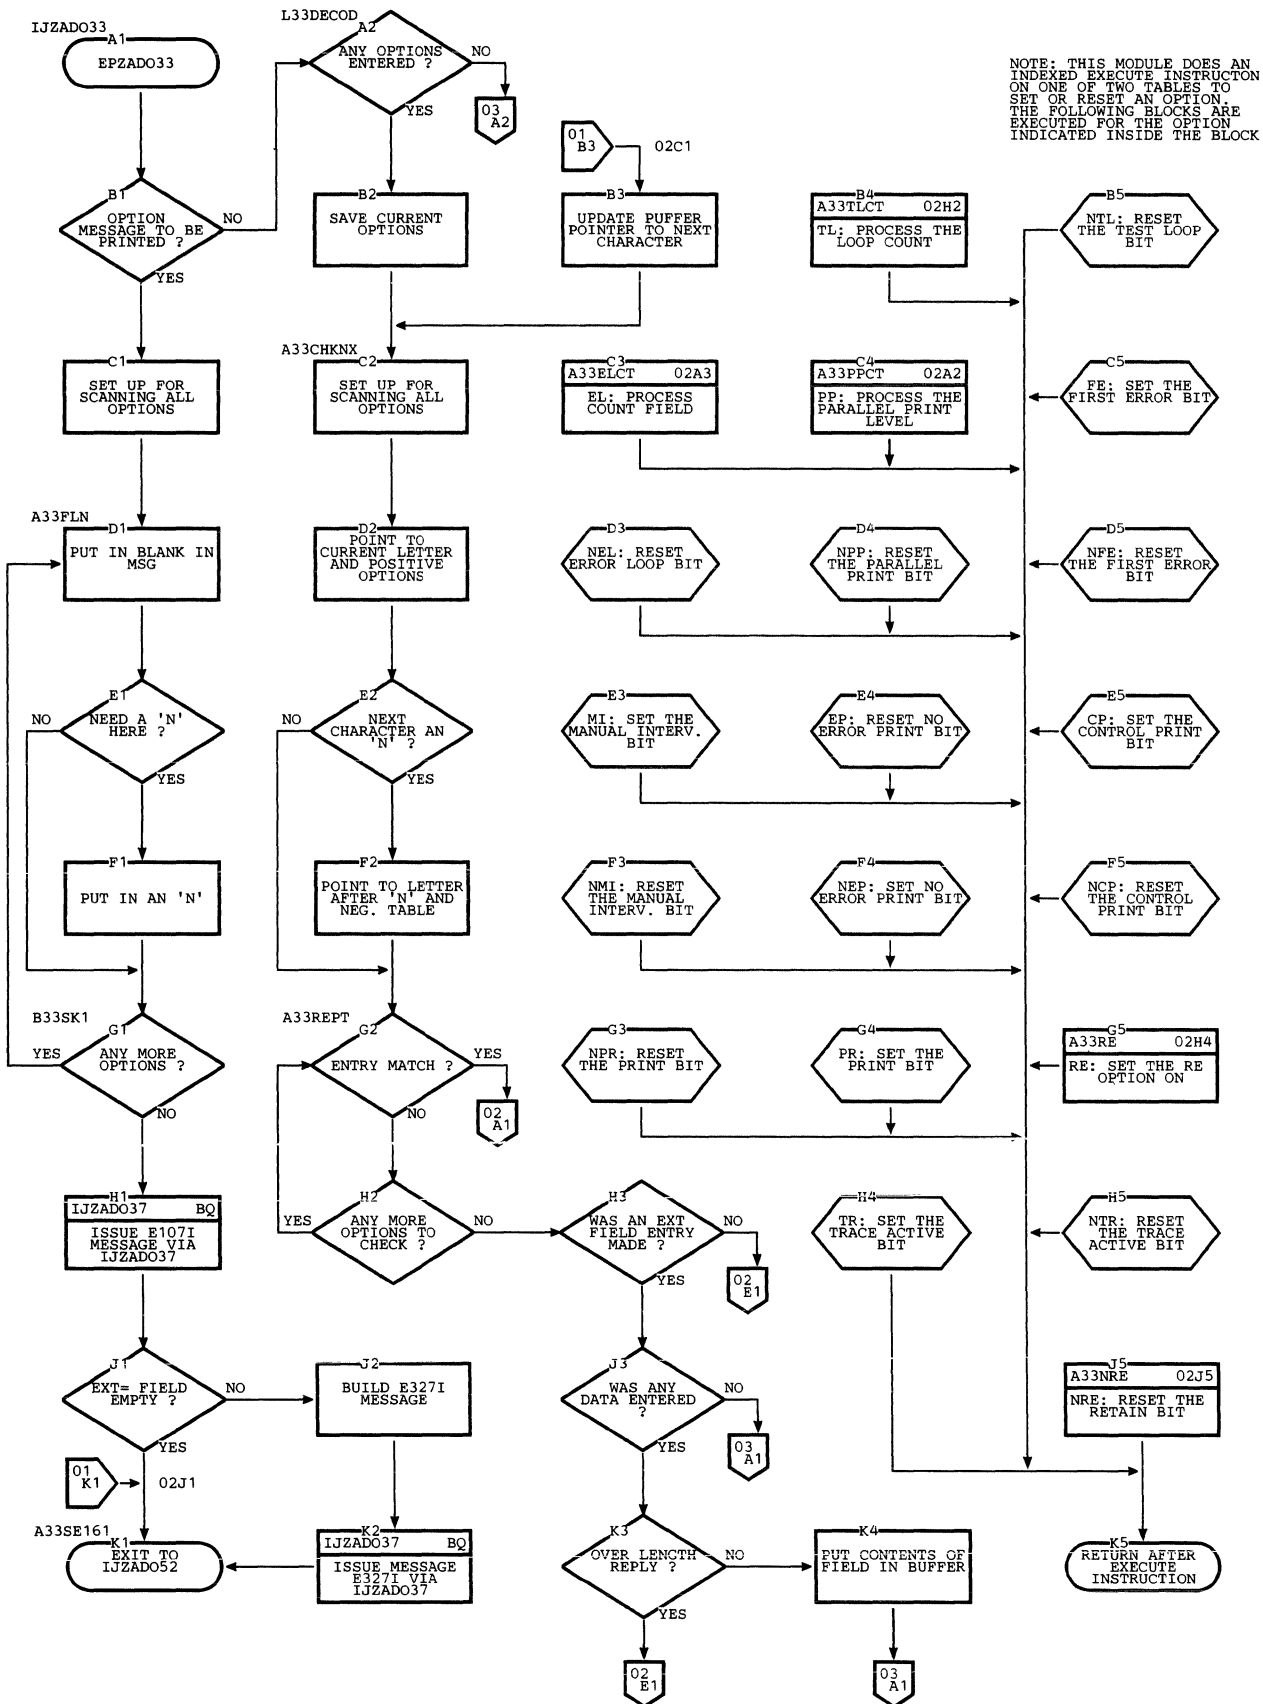 IJZADO33
A1
EPZADO33
L33DECOD
A2
ANY OPTIONS
ENTERED ?
NO
YES
03
A2
NOTE: THIS MODULE DOES AN
INDEXED EXECUTE INSTRUCTON
ON ONE OF TWO TABLES TO
SET OR RESET AN OPTION.
THE FOLLOWING BLOCKS ARE
EXECUTED FOR THE OPTION
INDICATED INSIDE THE BLOCK
01
B3
02C1
B1
OPTION
MESSAGE TO BE
PRINTED ?
NO
YES
B2
SAVE CURRENT
OPTIONS
B3
UPDATE PUFFER
POINTER TO NEXT
CHARACTER
B4
A33TLCT 02H2
TL: PROCESS THE
LOOP COUNT
B5
NTL: RESET
THE TEST LOOP
BIT
C1
SET UP FOR
SCANNING ALL
OPTIONS
A33CHKNX
C2
SET UP FOR
SCANNING ALL
OPTIONS
C3
A33ELCT 02A3
EL: PROCESS
COUNT FIELD
C4
A33PPCT 02A2
PP: PROCESS THE
PARALLEL PRINT
LEVEL
C5
FE: SET THE
FIRST ERROR BIT
A33FLN
D1
PUT IN BLANK IN
MSG
D2
POINT TO
CURRENT LETTER
AND POSITIVE
OPTIONS
D3
NEL: RESET
ERROR LOOP BIT
D4
NPP: RESET
THE PARALLEL
PRINT BIT
D5
NFE: RESET
THE FIRST ERROR
BIT
E1
NEED A 'N'
HERE ?
NO
YES
E2
NEXT
CHARACTER AN
'N' ?
NO
YES
E3
MI: SET THE
MANUAL INTERV.
BIT
E4
EP: RESET NO
ERROR PRINT BIT
E5
CP: SET THE
CONTROL PRINT
BIT
F1
PUT IN AN 'N'
F2
POINT TO LETTER
AFTER 'N' AND
NEG. TABLE
F3
NMI: RESET
THE MANUAL
INTERV. BIT
F4
NEP: SET NO
ERROR PRINT BIT
F5
NCP: RESET
THE CONTROL
PRINT BIT
B33SK1
G1
ANY MORE
OPTIONS ?
YES
NO
A33REPT
G2
ENTRY MATCH ?
YES
NO
02
A1
G3
NPR: RESET
THE PRINT BIT
G4
PR: SET THE
PRINT BIT
G5
A33RE 02H4
RE: SET THE RE
OPTION ON
H1
IJZADO37 BQ
ISSUE E107I
MESSAGE VIA
IJZADO37
H2
ANY MORE
OPTIONS TO
CHECK ?
YES
NO
H3
WAS AN EXT
FIELD ENTRY
MADE ?
NO
YES
02
E1
H4
TR: SET THE
TRACE ACTIVE
BIT
H5
NTR: RESET
THE TRACE
ACTIVE BIT
J1
EXT= FIELD
EMPTY ?
NO
YES
J2
BUILD E327I
MESSAGE
J3
WAS ANY
DATA ENTERED
?
NO
YES
03
A1
J5
A33NRE 02J5
NRE: RESET THE
RETAIN BIT
01
K1
02J1
A33SE161
K1
EXIT TO
IJZADO52
K2
IJZADO37 BQ
ISSUE MESSAGE
E327I VIA
IJZADO37
K3
OVER LENGTH
REPLY ?
NO
YES
K4
PUT CONTENTS OF
FIELD IN BUFFER
K5
RETURN AFTER
EXECUTE
INSTRUCTION
02
E1
03
A1